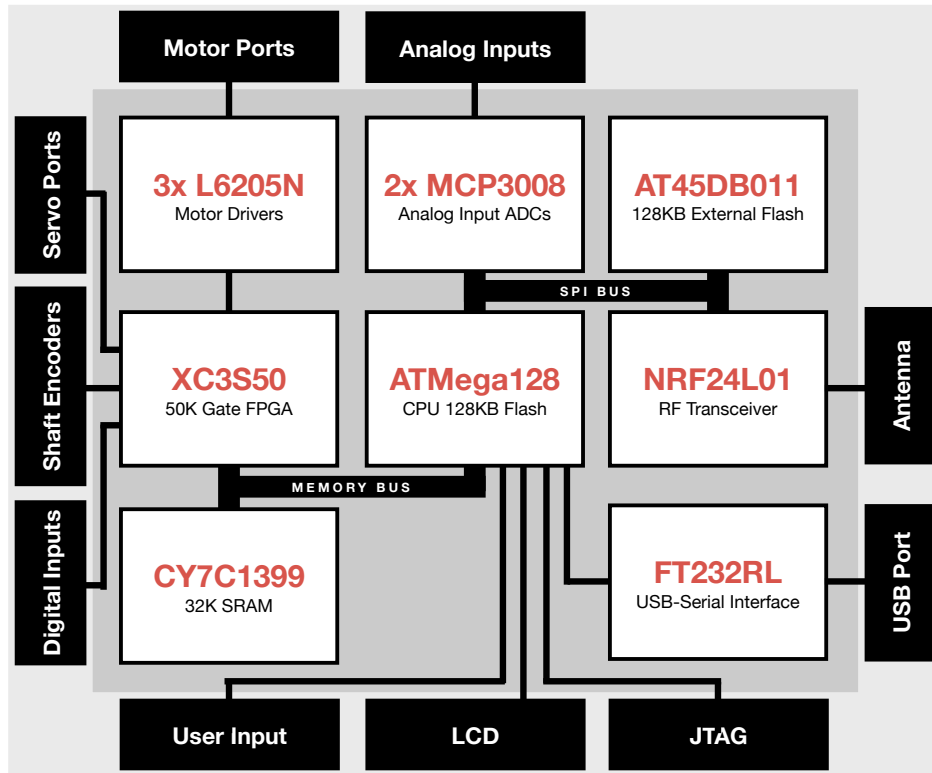 Motor Ports
Analog Inputs
Servo Ports
3x L6205N
Motor Drivers
2x MCP3008
Analog Input ADCs
AT45DB011
128KB External Flash
SPI BUS
Shaft Encoders
XC3S50
50K Gate FPGA
ATMega128
CPU 128KB Flash
NRF24L01
RF Transceiver
Antenna
MEMORY BUS
Digital Inputs
CY7C1399
32K SRAM
FT232RL
USB-Serial Interface
USB Port
User Input
LCD
JTAG